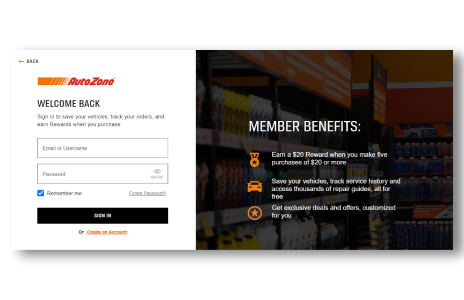 ← BACK
AutoZone
WELCOME BACK
Sign In to save your vehicles, track your orders, and
earn Rewards when you purchase.
Email or Username
Password
SHOW
Remember me
Forgot Password?
SIGN IN
Or Create an Account
MEMBER BENEFITS:
Earn a $20 Reward when you make five
purchases of $20 or more
Save your vehicles, track service history and
access thousands of repair guides, all for
free
Get exclusive deals and offers, customized
for you